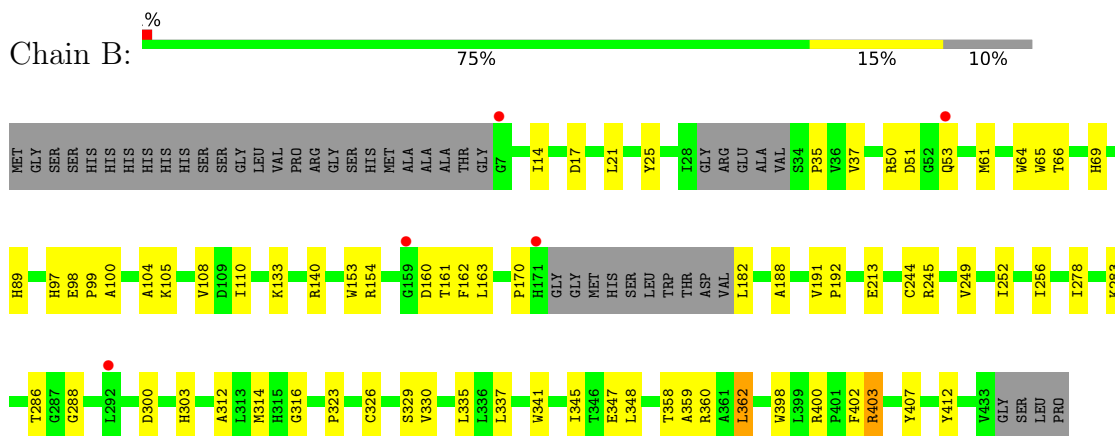 .%
Chain B:
75% 15% 10%
MET GLY SER SER HIS HIS HIS HIS HIS HIS SER SER GLY LEU VAL PRO ARG GLY SER HIS MET ALA ALA ALA THR GLY G7 I14 D17 L21 Y25 I28 GLY ARG GLU ALA VAL S34 P35 V36 V37 R50 D51 G52 Q53 M61 W64 W65 T66 H69
H89 H97 E98 P99 A100 A104 K105 V108 D109 I110 K133 R140 W153 R154 G159 D160 T161 F162 L163 P170 H171 GLY GLY MET HIS SER LEU TRP THR THR ASP VAL L182 A188 V191 P192 E213 C244 R245 V249 I252 I256 I278 K283
T286 G287 G288 L292 D300 H303 A312 L313 M314 H315 G316 P323 C326 S329 V330 L335 L336 L337 W341 I345 T346 E347 L348 T358 A359 R360 A361 L362 W398 L399 R400 P401 F402 R403 Y407 Y412 V433 GLY SER LEU PRO